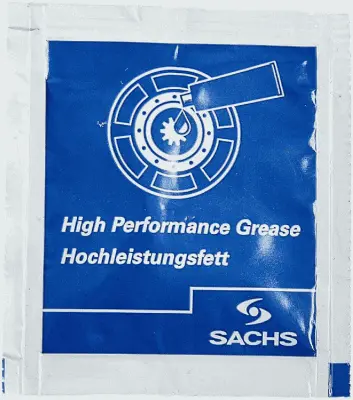 High Performance Grease
Hochleistungsfett
SACHS